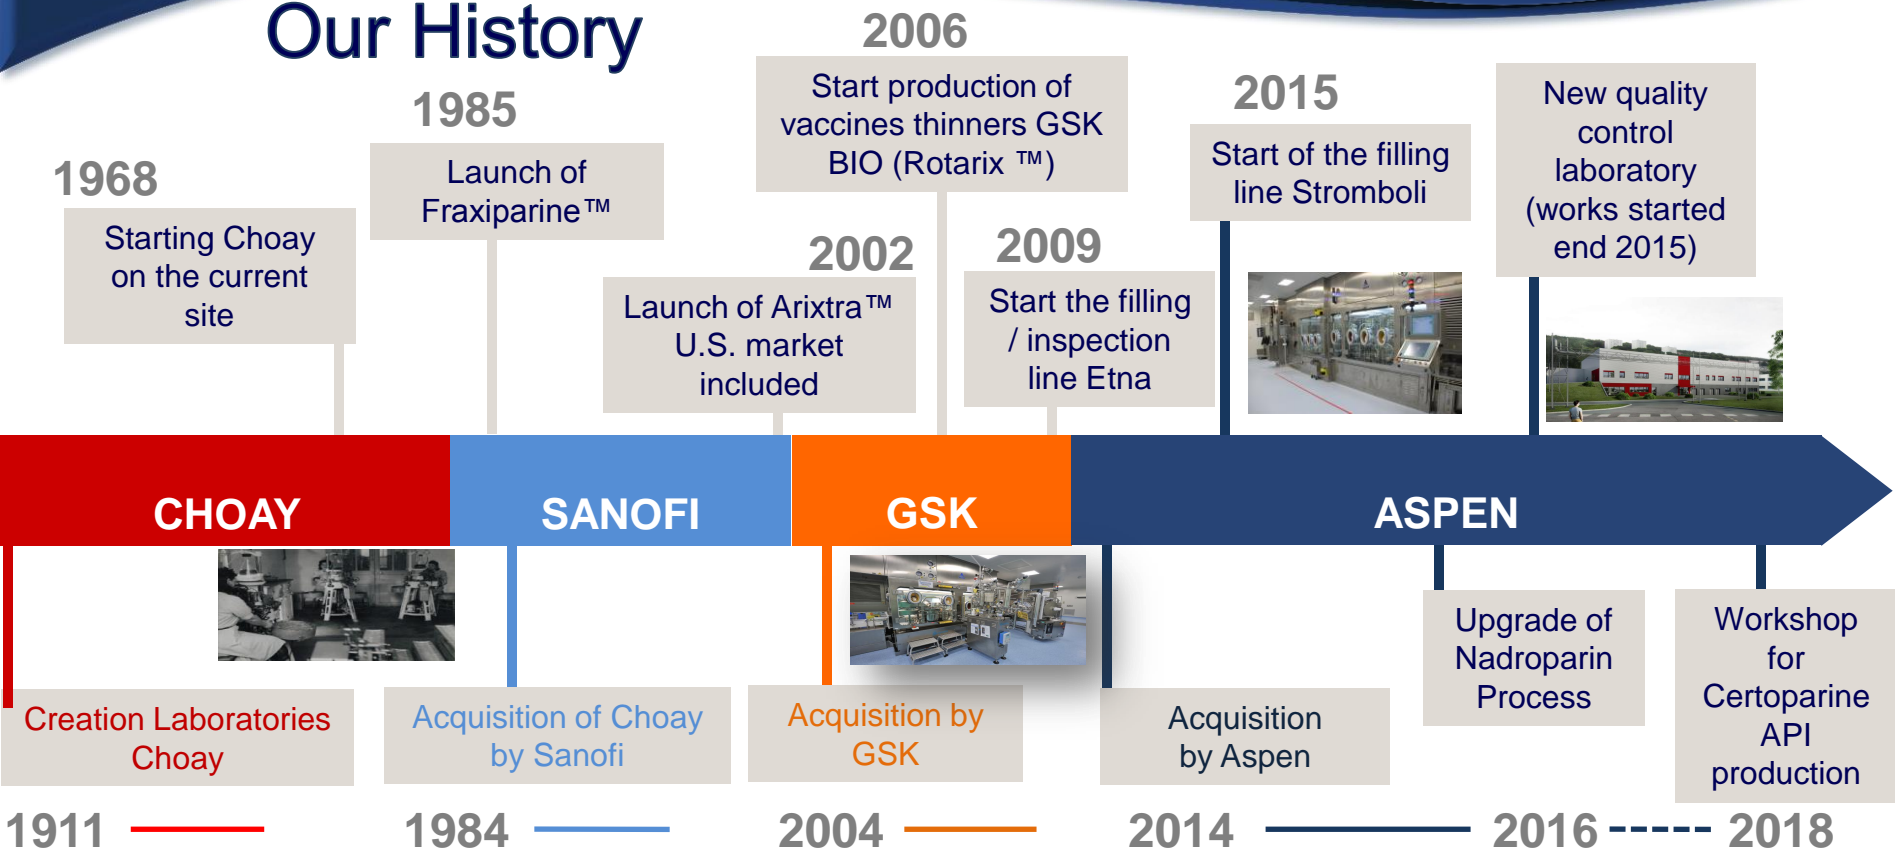 Our History
1968
Starting Choay
on the current
site
1985
Launch of
Fraxiparine™
2002
Launch of Arixtra™
U.S. market
included
2006
Start production of
vaccines thinners GSK
BIO (Rotarix ™)
2009
Start the filling
/ inspection
line Etna
2015
Start of the filling
line Stromboli
New quality
control
laboratory
(works started
end 2015)
CHOAY
SANOFI
GSK
ASPEN
Creation Laboratories
Choay
Acquisition of Choay
by Sanofi
Acquisition by
GSK
Acquisition
by Aspen
Upgrade of
Nadroparin
Process
Workshop
for
Certoparine
API
production
1911
1984
2004
2014
2016
2018